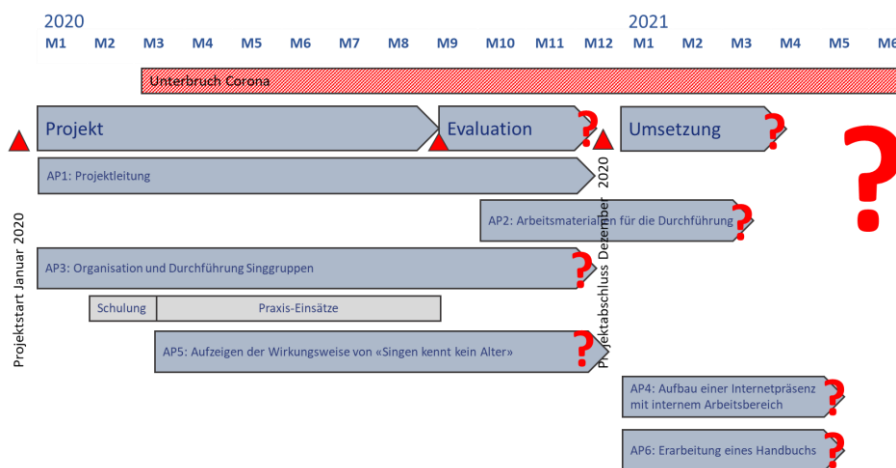 2020 2021
M1 M2 M3 M4 M5 M6 M7 M8 M9 M10 M11 M12 M1 M2 M3 M4 M5 M6
Unterbruch Corona
Projekt Evaluation ? Umsetzung ?
?
AP1: Projektleitung
AP2: Arbeitsmaterialien für die Durchführung ?
AP3: Organisation und Durchführung Singgruppen ?
Schulung Praxis-Einsätze
AP5: Aufzeigen der Wirkungsweise von «Singen kennt kein Alter» ?
AP4: Aufbau einer Internetpräsenz
mit internem Arbeitsbereich ?
AP6: Erarbeitung eines Handbuchs ?
Projektstart Januar 2020
Projektabschluss Dezember 2020